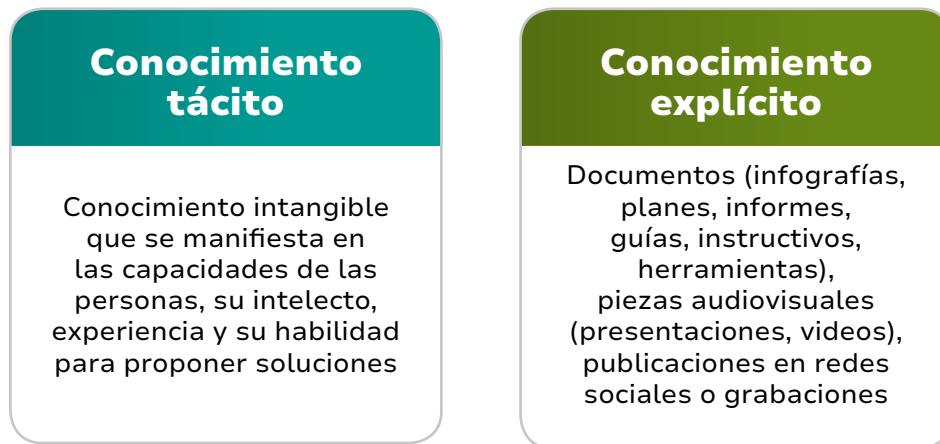 Conocimiento
tácito
Conocimiento intangible
que se manifiesta en
las capacidades de las
personas, su intelecto,
experiencia y su habilidad
para proponer soluciones
Conocimiento
explícito
Documentos (infografías,
planes, informes,
guías, instructivos,
herramientas),
piezas audiovisuales
(presentaciones, videos),
publicaciones en redes
sociales o grabaciones